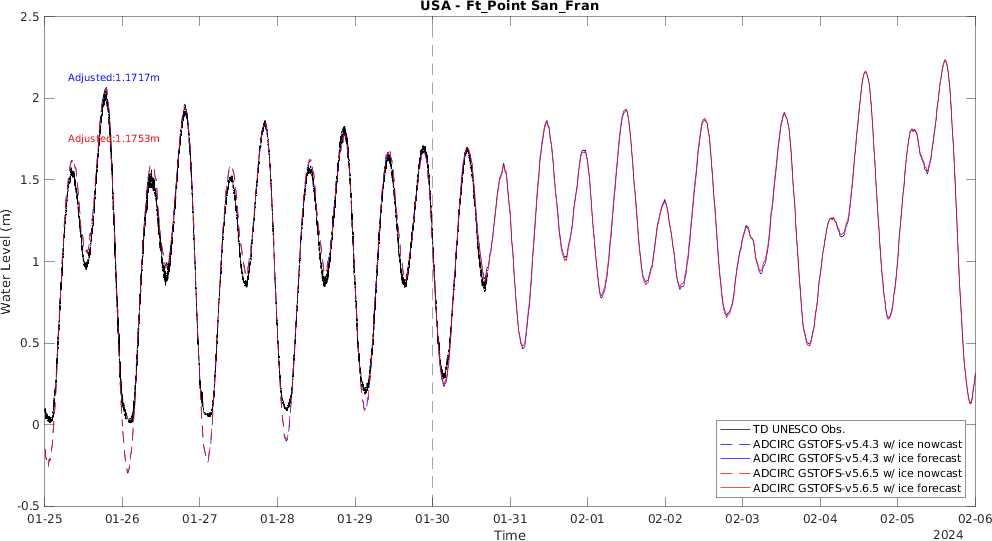 USA - Ft_Point San_Fran
2.5
2
1.5
1
0.5
0
-0.5
Water Level (m)
Adjusted:1.1717m
Adjusted:1.1753m
TD UNESCO Obs.
ADCIRC GSTOFS-v5.4.3 w/ ice nowcast
ADCIRC GSTOFS-v5.4.3 w/ ice forecast
ADCIRC GSTOFS-v5.6.5 w/ ice nowcast
ADCIRC GSTOFS-v5.6.5 w/ ice forecast
01-25 01-26 01-27 01-28 01-29 01-30 01-31 02-01 02-02 02-03 02-04 02-05 02-06
Time
2024